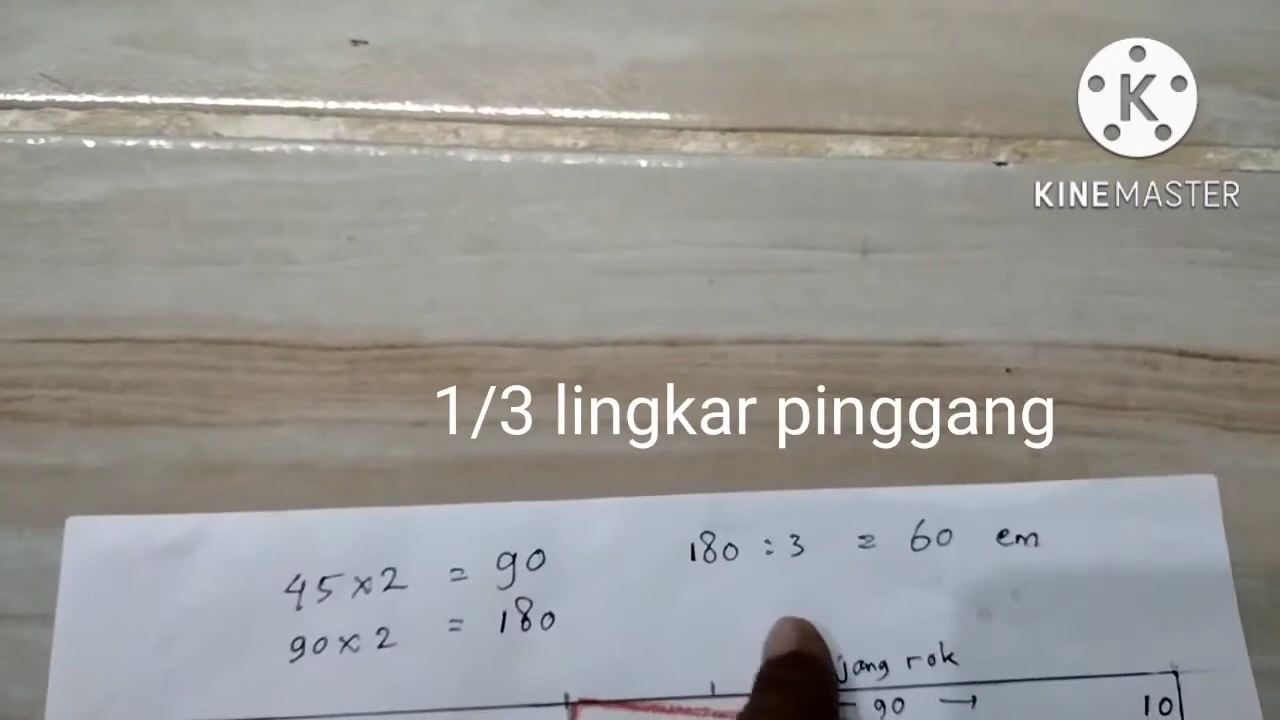 K
KINEMASTER
1/3 lingkar pinggang
45 x 2 = 90
90 x 2 = 180
180 : 3 = 60 cm
jang rok
90 →
10